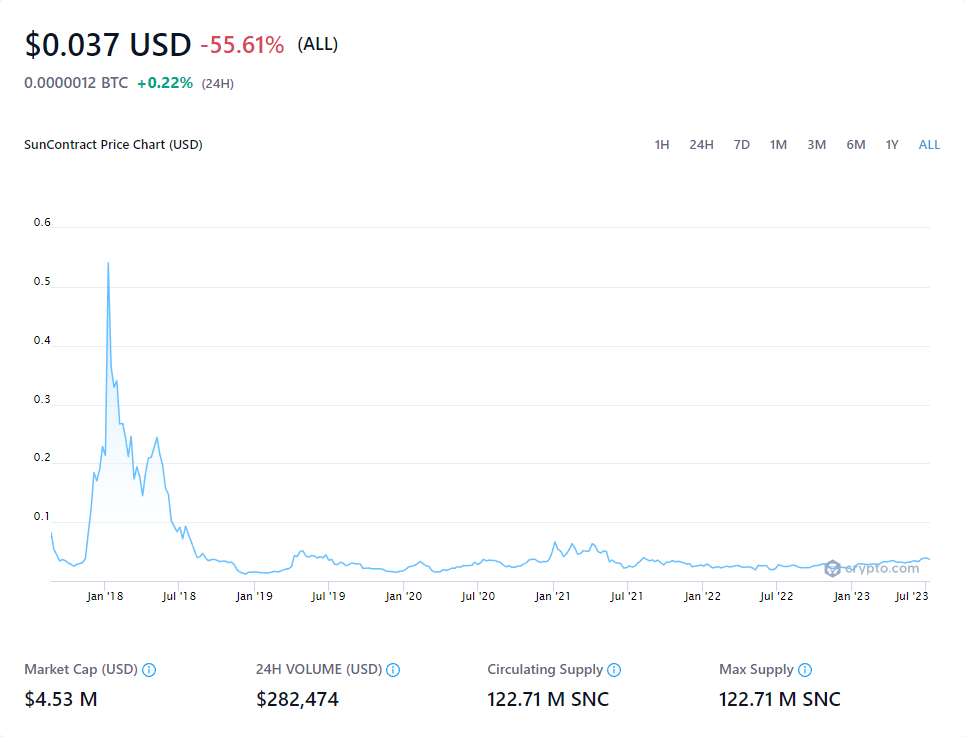 $0.037 USD -55.61% (ALL)
0.0000012 BTC +0.22% (24H)
SunContract Price Chart (USD) 1H 24H 7D 1M 3M 6M 1Y ALL
0.6
0.5
0.4
0.3
0.2
0.1
crypto.com
Jan '18 Jul '18 Jan '19 Jul '19 Jan '20 Jul '20 Jan '21 Jul '21 Jan '22 Jul '22 Jan '23 Jul '23
Market Cap (USD) 24H VOLUME (USD) Circulating Supply Max Supply
$4.53 M $282,474 122.71 M SNC 122.71 M SNC